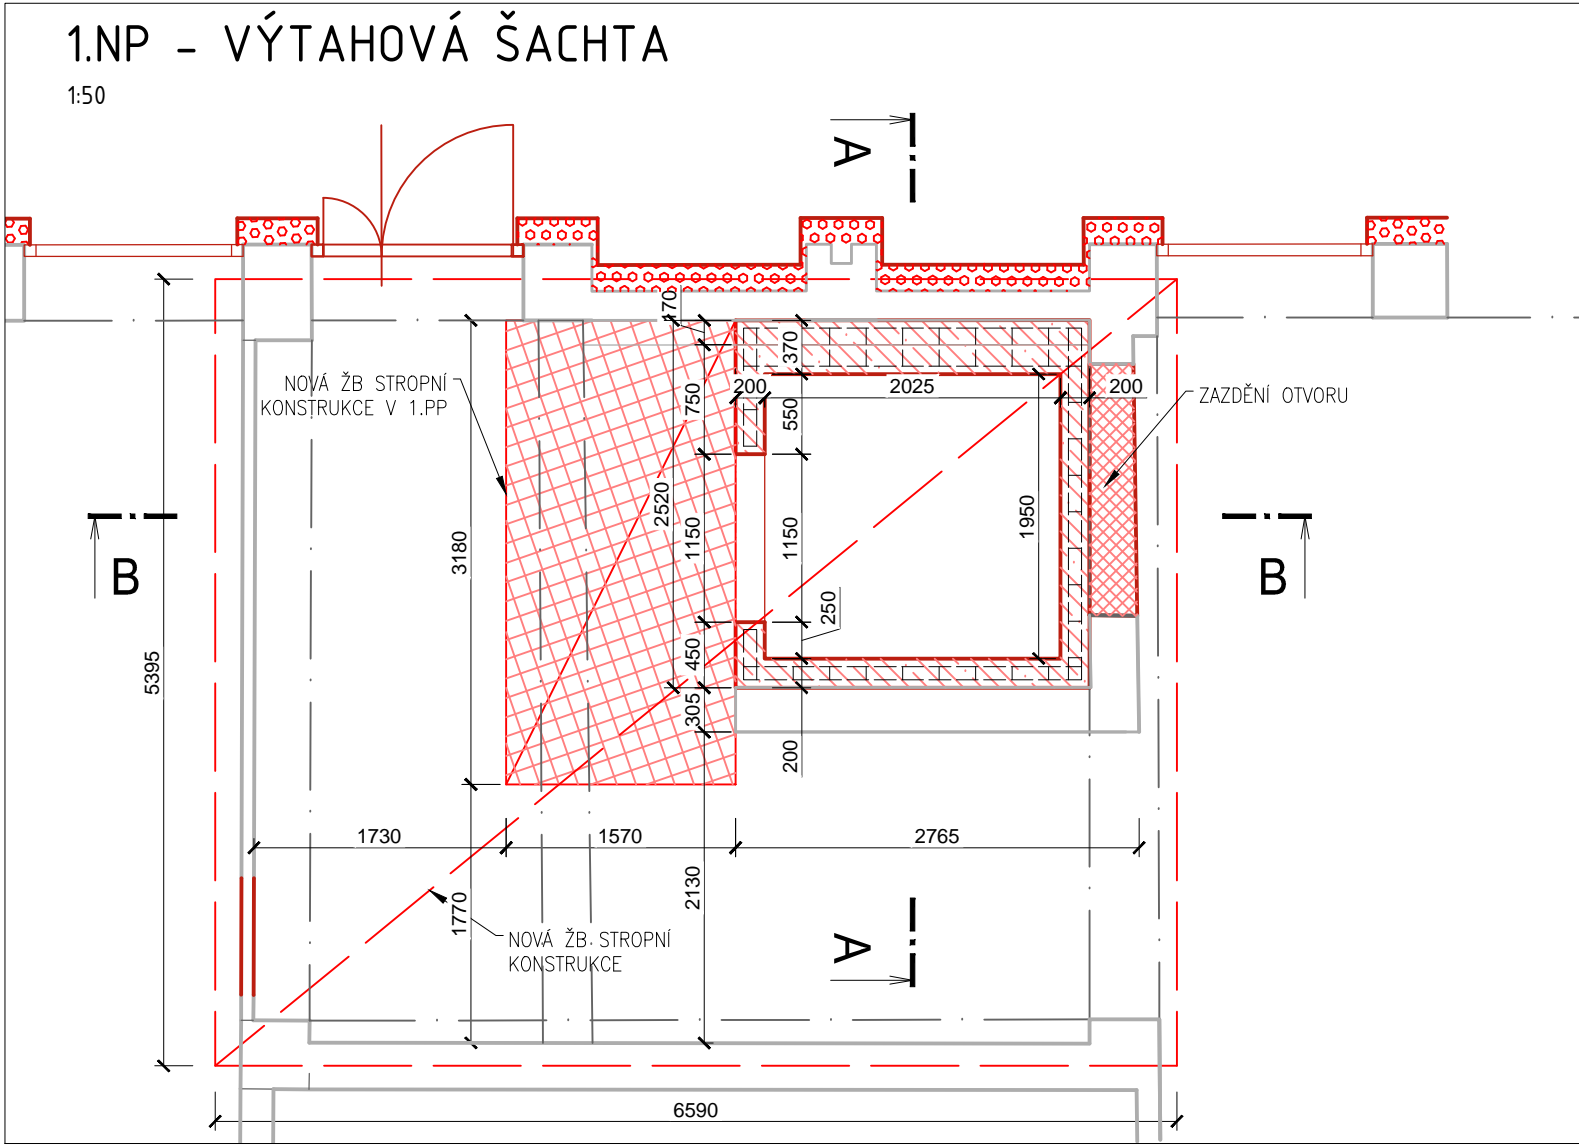 1.NP - VÝTAHOVÁ ŠACHTA
1:50
A
170
370
NOVÁ ŽB STROPNÍ
KONSTRUKCE V 1.PP
200
2025
200
ZAZDĚNÍ OTVORU
750
550
2520
1950
1150
1150
3180
B
B
250
450
5395
305
200
1730
1570
2765
2130
1770
NOVÁ ŽB STROPNÍ
KONSTRUKCE
A
6590